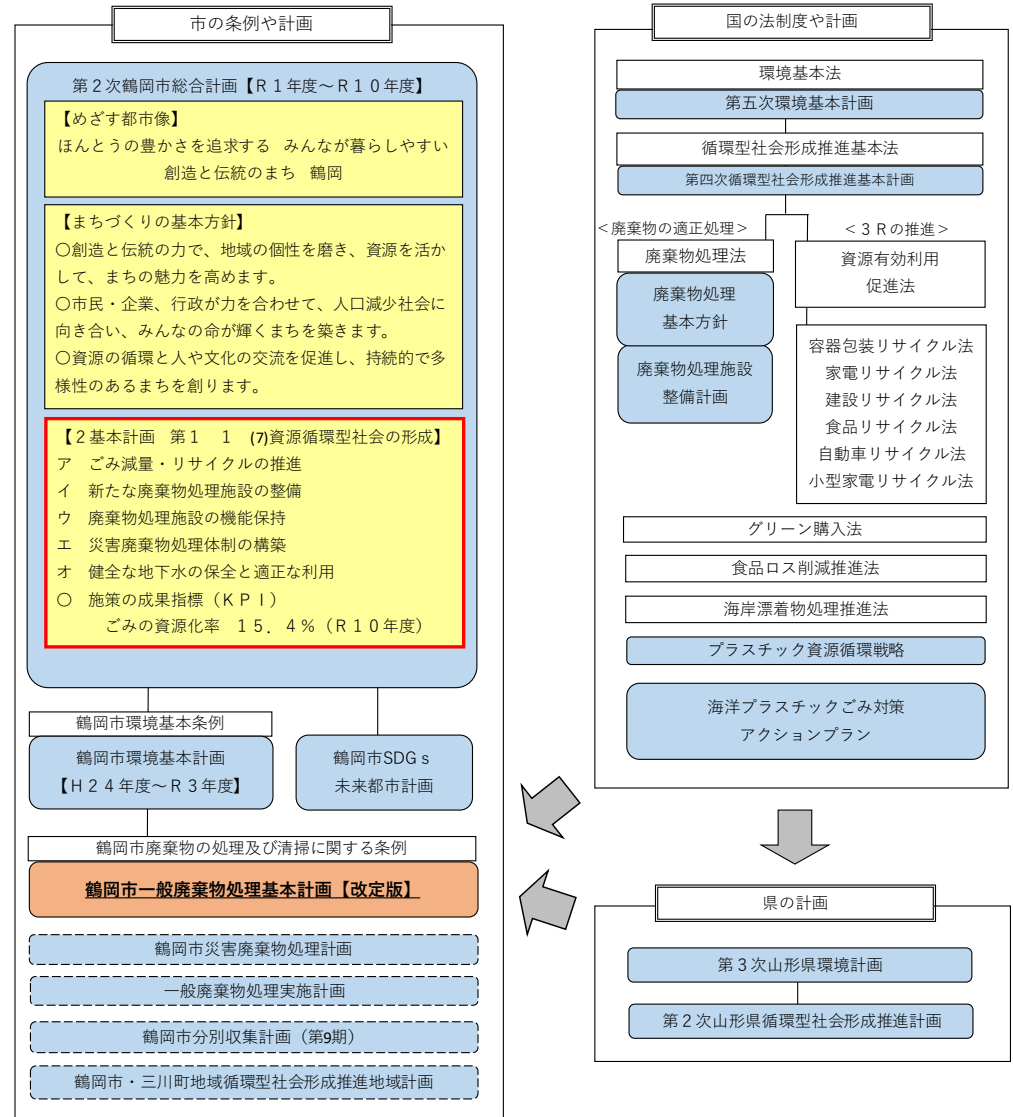 市の条例や計画
第２次鶴岡市総合計画【Ｒ１年度～Ｒ１０年度】
【めざす都市像】
ほんとうの豊かさを追求する みんなが暮らしやすい
創造と伝統のまち 鶴岡
【まちづくりの基本方針】
〇創造と伝統の力で、地域の個性を磨き、資源を活か
して、まちの魅力を高めます。
〇市民・企業、行政が力を合わせて、人口減少社会に
向き合い、みんなの命が輝くまちを築きます。
〇資源の循環と人や文化の交流を促進し、持続的で多
様性のあるまちを創ります。
【２基本計画 第１ １ (7)資源循環型社会の形成】
ア ごみ減量・リサイクルの推進
イ 新たな廃棄物処理施設の整備
ウ 廃棄物処理施設の機能保持
エ 災害廃棄物処理体制の構築
オ 健全な地下水の保全と適正な利用
〇 施策の成果指標（ＫＰＩ）
ごみの資源化率 １５．４％（Ｒ１０年度）
鶴岡市環境基本条例
鶴岡市環境基本計画
【Ｈ２４年度～Ｒ３年度】
鶴岡市SDGｓ
未来都市計画
鶴岡市廃棄物の処理及び清掃に関する条例
鶴岡市一般廃棄物処理基本計画【改定版】
鶴岡市災害廃棄物処理計画
一般廃棄物処理実施計画
鶴岡市分別収集計画（第9期）
鶴岡市・三川町地域循環型社会形成推進地域計画
国の法制度や計画
環境基本法
第五次環境基本計画
循環型社会形成推進基本法
第四次循環型社会形成推進基本計画
＜廃棄物の適正処理＞
廃棄物処理法
廃棄物処理
基本方針
廃棄物処理施設
整備計画
＜３Ｒの推進＞
資源有効利用
促進法
容器包装リサイクル法
家電リサイクル法
建設リサイクル法
食品リサイクル法
自動車リサイクル法
小型家電リサイクル法
グリーン購入法
食品ロス削減推進法
海岸漂着物処理推進法
プラスチック資源循環戦略
海洋プラスチックごみ対策
アクションプラン
県の計画
第３次山形県環境計画
第２次山形県循環型社会形成推進計画